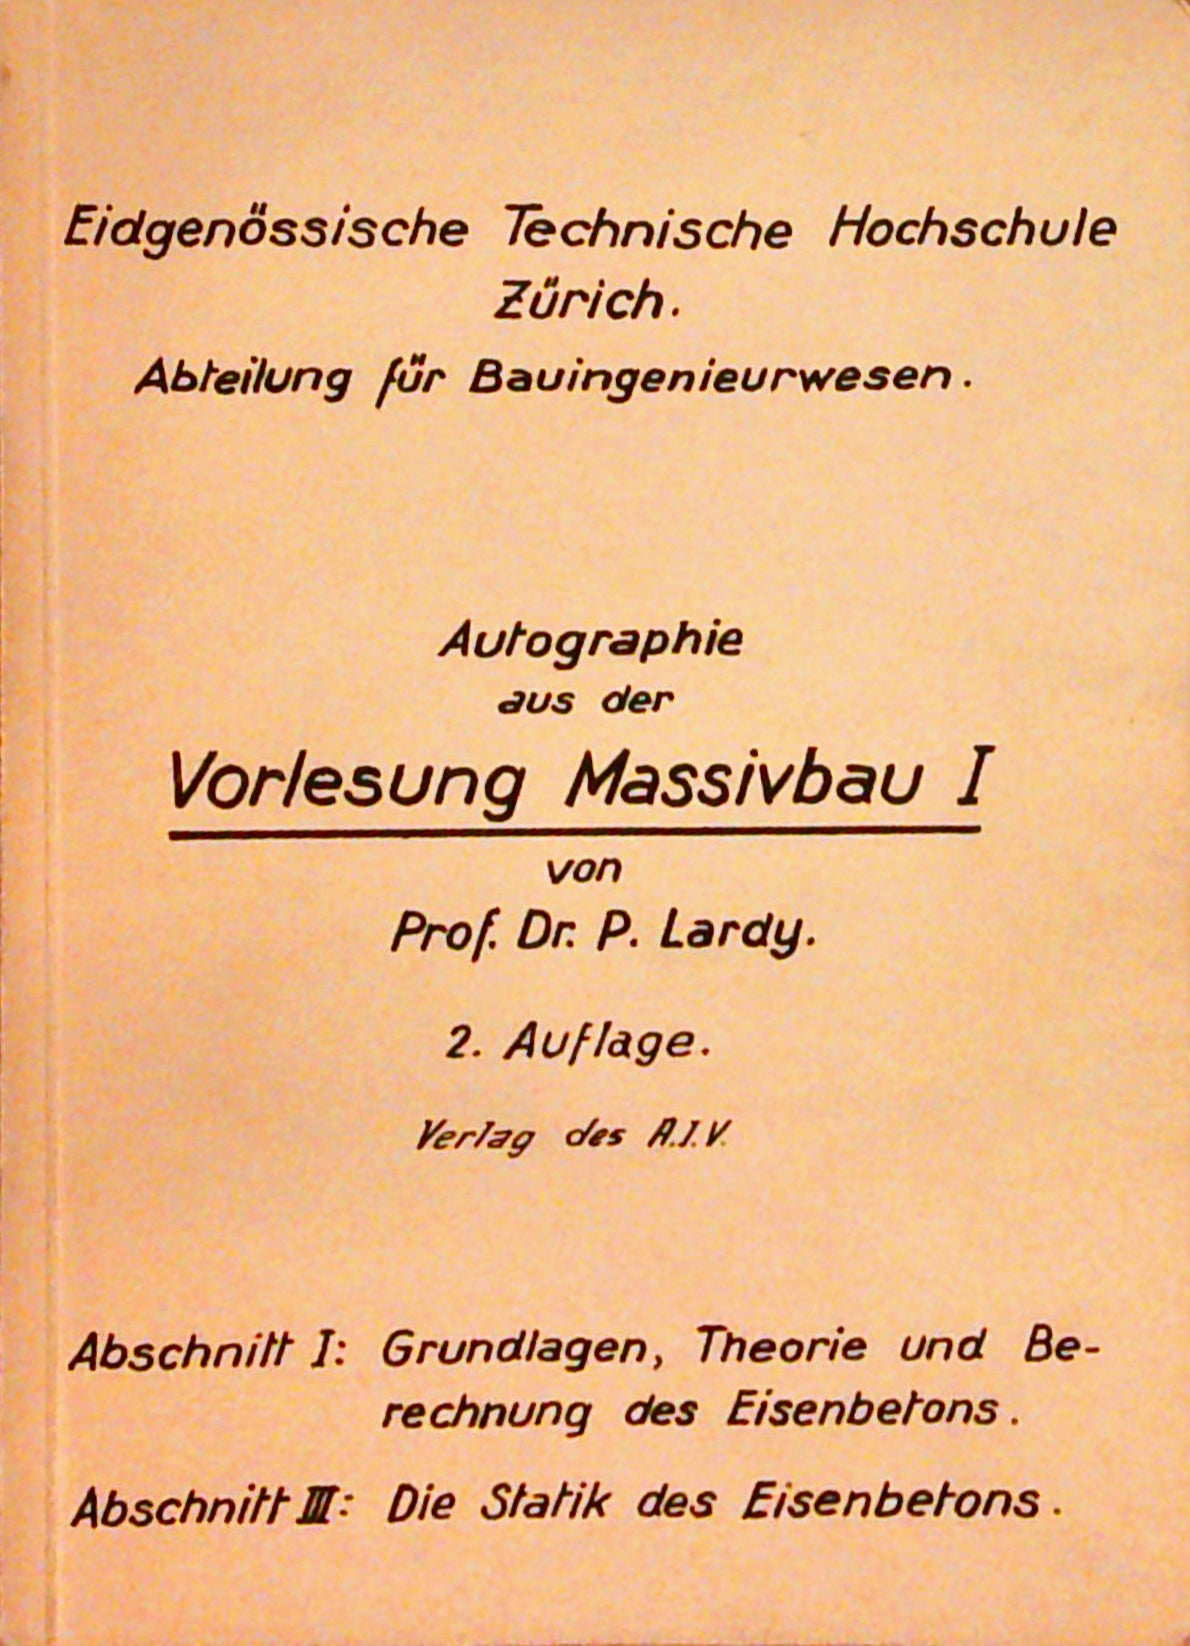 Eidgenössische Technische Hochschule
Zürich.
Abteilung für Bauingenieurwesen.
Autographie
aus der
Vorlesung Massivbau I
von
Prof. Dr. P. Lardy.
2. Auflage.
Verlag des A.I.V.
Abschnitt I: Grundlagen, Theorie und Be-
rechnung des Eisenbetons.
Abschnitt III: Die Statik des Eisenbetons.